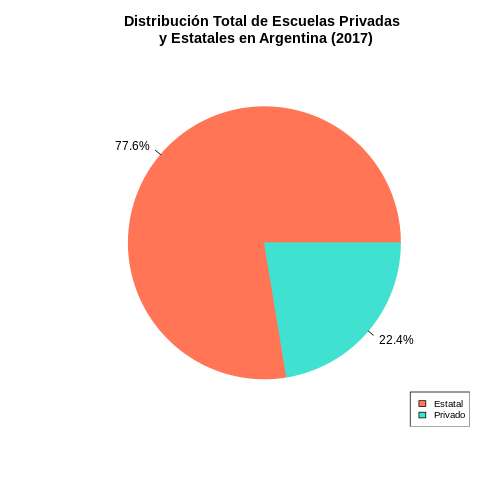 Distribución Total de Escuelas Privadas
y Estatales en Argentina (2017)
77.6%
22.4%
Estatal
Privado